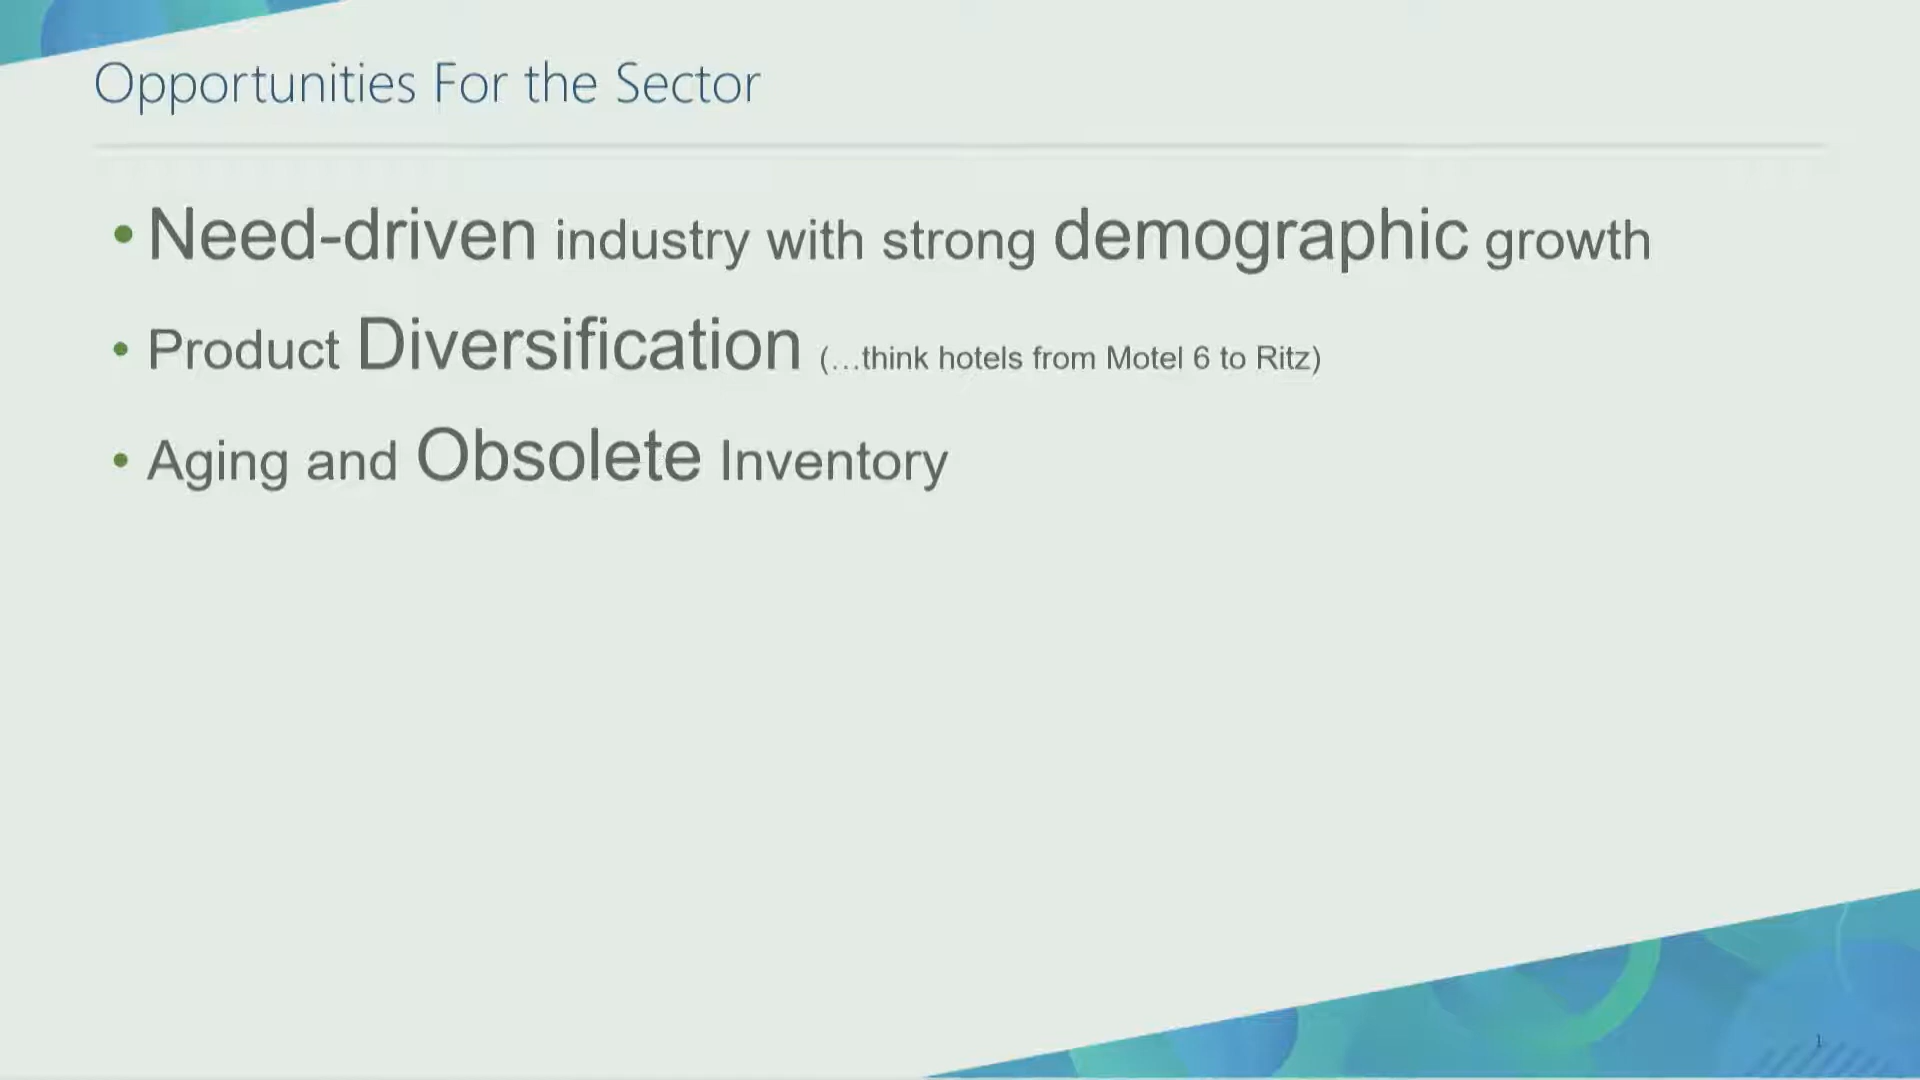 Opportunities For the Sector
• Need-driven industry with strong demographic growth
• Product Diversification (…think hotels from Motel 6 to Ritz)
• Aging and Obsolete Inventory
1